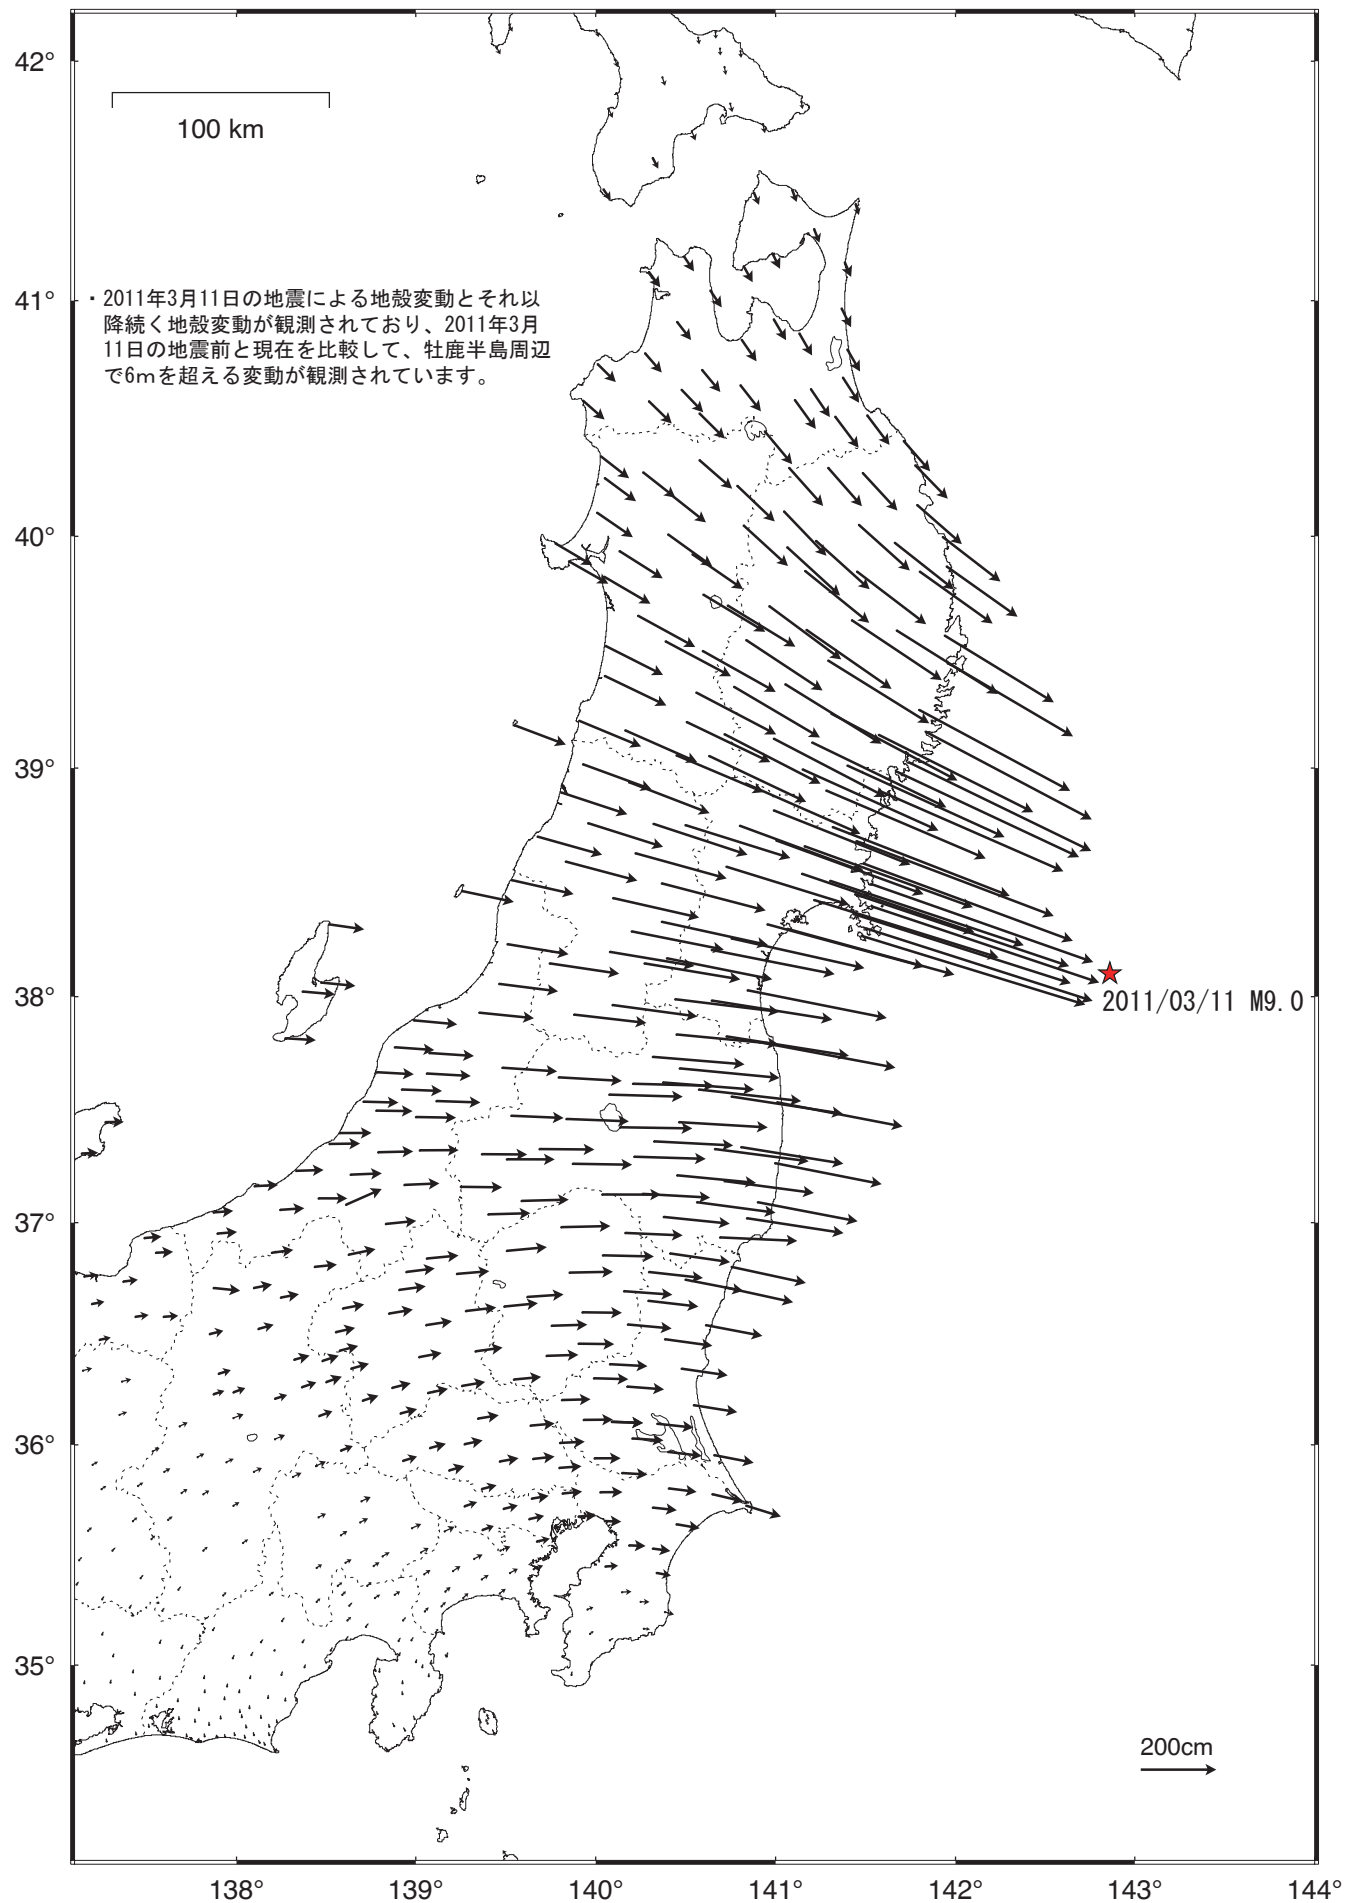 42°
100 km
41°
・2011年3月11日の地震による地殻変動とそれ以
降続く地殻変動が観測されており、2011年3月
11日の地震前と現在を比較して、牡鹿半島周辺
で6mを超える変動が観測されています。
40°
39°
38°
2011/03/11 M9.0
37°
36°
35°
200cm
138°
139°
140°
141°
142°
143°
144°